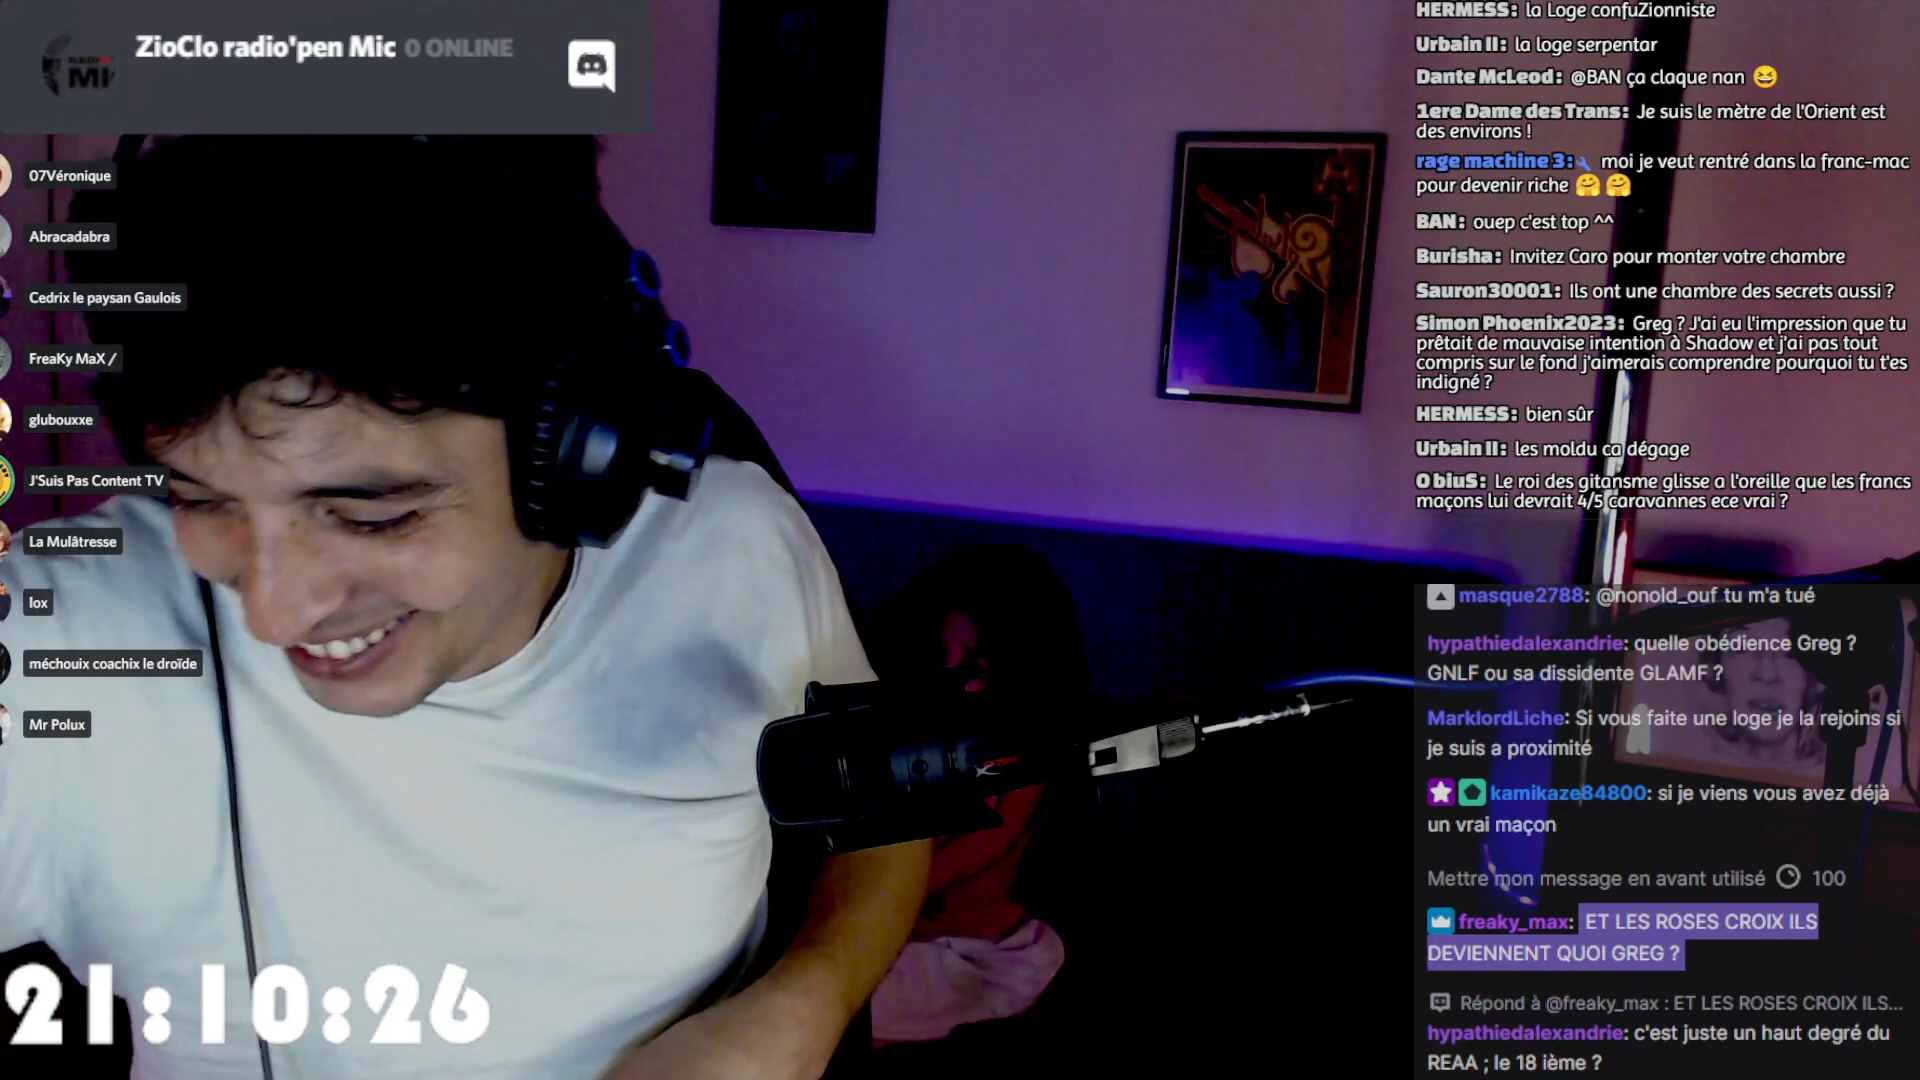 ZioClo radio'pen Mic 0 ONLINE
RADI
MI
07Véronique
Abracadabra
Cedrix le paysan Gaulois
FreaKy MaX /
glubouxxe
J'Suis Pas Content TV
La Mulâtresse
lox
méchouix coachix le droïde
Mr Polux
21:10:26
HERMESS: la Loge confuZionniste
Urbain II: la loge serpentar
Dante McLeod: @BAN ça claque nan 😆
1ere Dame des Trans: Je suis le mètre de l'Orient est
des environs !
rage machine 3: moi je veut rentré dans la franc-mac
pour devenir riche 🤗 🤗
BAN: ouep c'est top ^^
Burisha: Invitez Caro pour monter votre chambre
Sauron30001: Ils ont une chambre des secrets aussi ?
Simon Phoenix2023: Greg ? J'ai eu l'impression que tu
prêtait de mauvaise intention à Shadow et j'ai pas tout
compris sur le fond j'aimerais comprendre pourquoi tu t'es
indigné ?
HERMESS: bien sûr
Urbain II: les moldu ca dégage
O biuS: Le roi des gitansme glisse a l'oreille que les francs
maçons lui devrait 4/5 caravannes ece vrai ?
masque2788: @nonold_ouf tu m'a tué
hypathiedalexandrie: quelle obédience Greg ?
GNLF ou sa dissidente GLAMF ?
MarklordLiche: Si vous faite une loge je la rejoins si
je suis a proximité
kamikaze84800: si je viens vous avez déjà
un vrai maçon
Mettre mon message en avant utilisé 100
freaky_max: ET LES ROSES CROIX ILS
DEVIENNENT QUOI GREG ?
Répond à @freaky_max : ET LES ROSES CROIX ILS...
hypathiedalexandrie: c'est juste un haut degré du
REAA ; le 18 ième ?